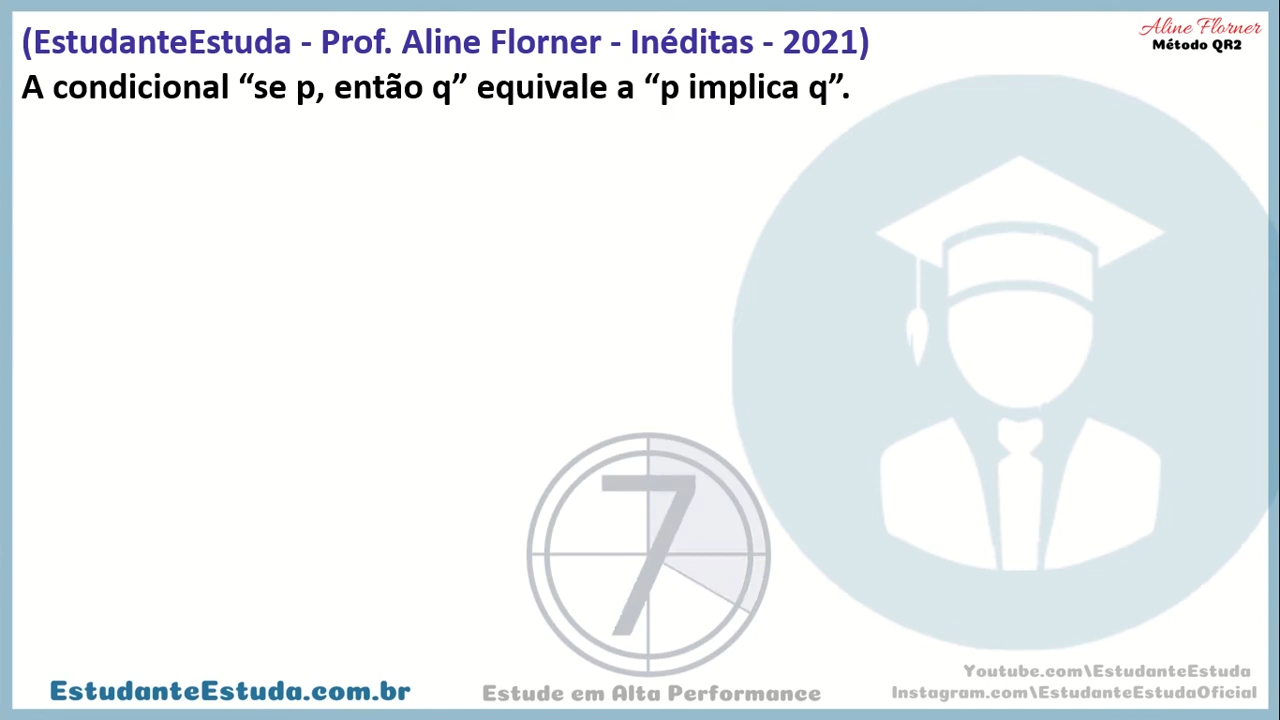 (EstudanteEstuda - Prof. Aline Florner - Inéditas - 2021)
Aline Florner
Método QR2
A condicional “se p, então q” equivale a “p implica q”.
7
EstudanteEstuda.com.br
Estude em Alta Performance
Youtube.com\EstudanteEstuda
Instagram.com\EstudanteEstudaOficial